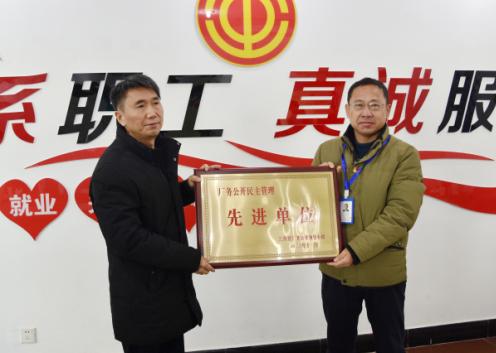 系职工 真诚服
就业
厂务公开民主管理
先进单位